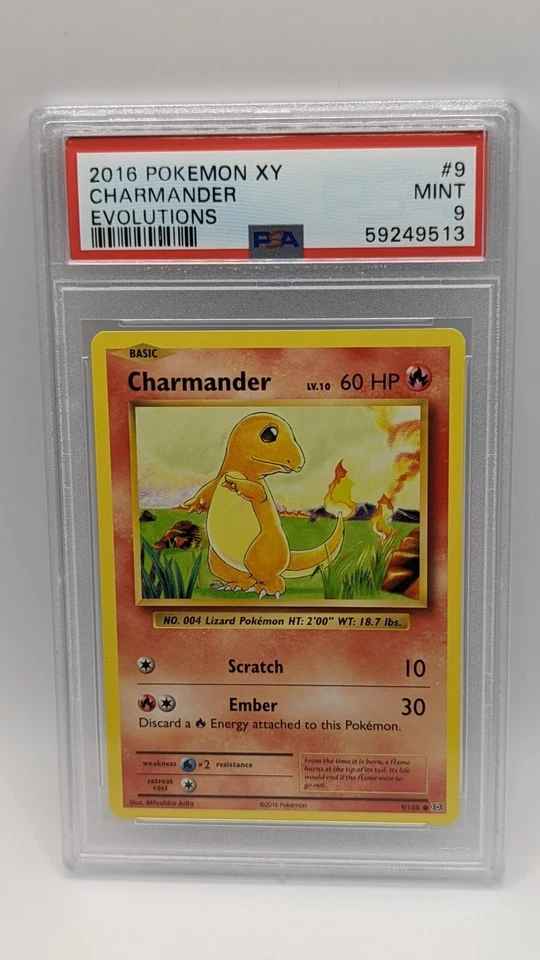 2016 POKEMON XY #9
CHARMANDER MINT
EVOLUTIONS 9
PSA 59249513
BASIC
Charmander LV.10 60 HP
NO. 004 Lizard Pokémon HT: 2'00" WT: 18.7 lbs.
Scratch 10
Ember 30
Discard a Energy attached to this Pokémon.
weakness ×2 resistance
retreat
cost
From the time it is born, a flame
burns at the tip of its tail. Its life
would end if the flame were to
go out.
Illus. Mitsuhiro Arita ©2016 Pokémon 9/108